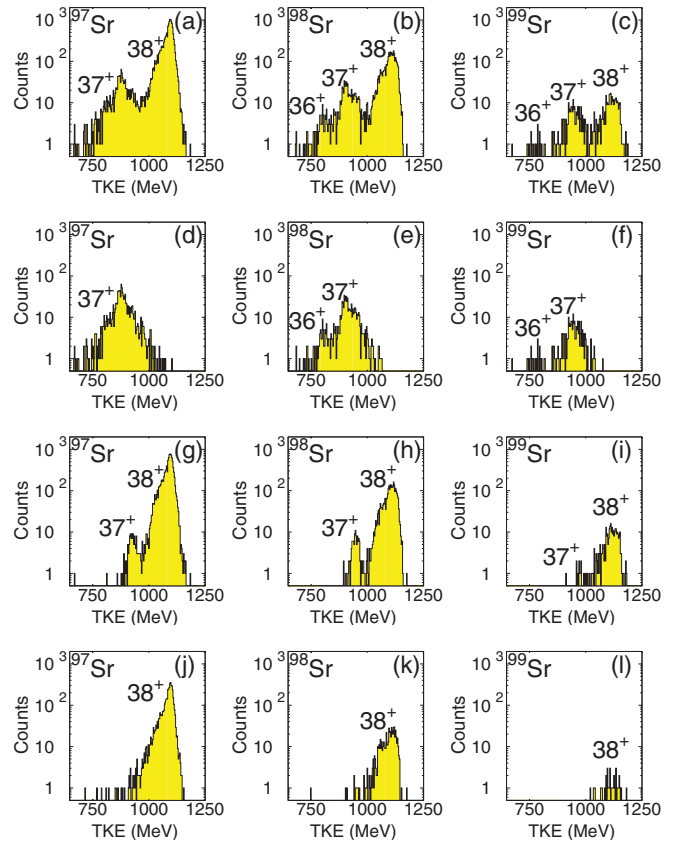 10³ ⁹⁷Sr (a)
38⁺
10²
37⁺
10
1
Counts
750 1000 1250
TKE (MeV)
10³ ⁹⁸Sr (b)
38⁺
10²
37⁺
36⁺
10
1
Counts
750 1000 1250
TKE (MeV)
10³ ⁹⁹Sr (c)
10²
38⁺
37⁺
36⁺
10
1
Counts
750 1000 1250
TKE (MeV)
10³ ⁹⁷Sr (d)
10²
37⁺
10
1
Counts
750 1000 1250
TKE (MeV)
10³ ⁹⁸Sr (e)
10²
37⁺
36⁺
10
1
Counts
750 1000 1250
TKE (MeV)
10³ ⁹⁹Sr (f)
10²
37⁺
36⁺
10
1
Counts
750 1000 1250
TKE (MeV)
10³ ⁹⁷Sr (g)
38⁺
10²
37⁺
10
1
Counts
750 1000 1250
TKE (MeV)
10³ ⁹⁸Sr (h)
38⁺
10²
37⁺
10
1
Counts
750 1000 1250
TKE (MeV)
10³ ⁹⁹Sr (i)
10²
38⁺
10
37⁺
1
Counts
750 1000 1250
TKE (MeV)
10³ ⁹⁷Sr (j)
38⁺
10²
10
1
Counts
750 1000 1250
TKE (MeV)
10³ ⁹⁸Sr (k)
10²
38⁺
10
1
Counts
750 1000 1250
TKE (MeV)
10³ ⁹⁹Sr (l)
10²
38⁺
10
1
Counts
750 1000 1250
TKE (MeV)